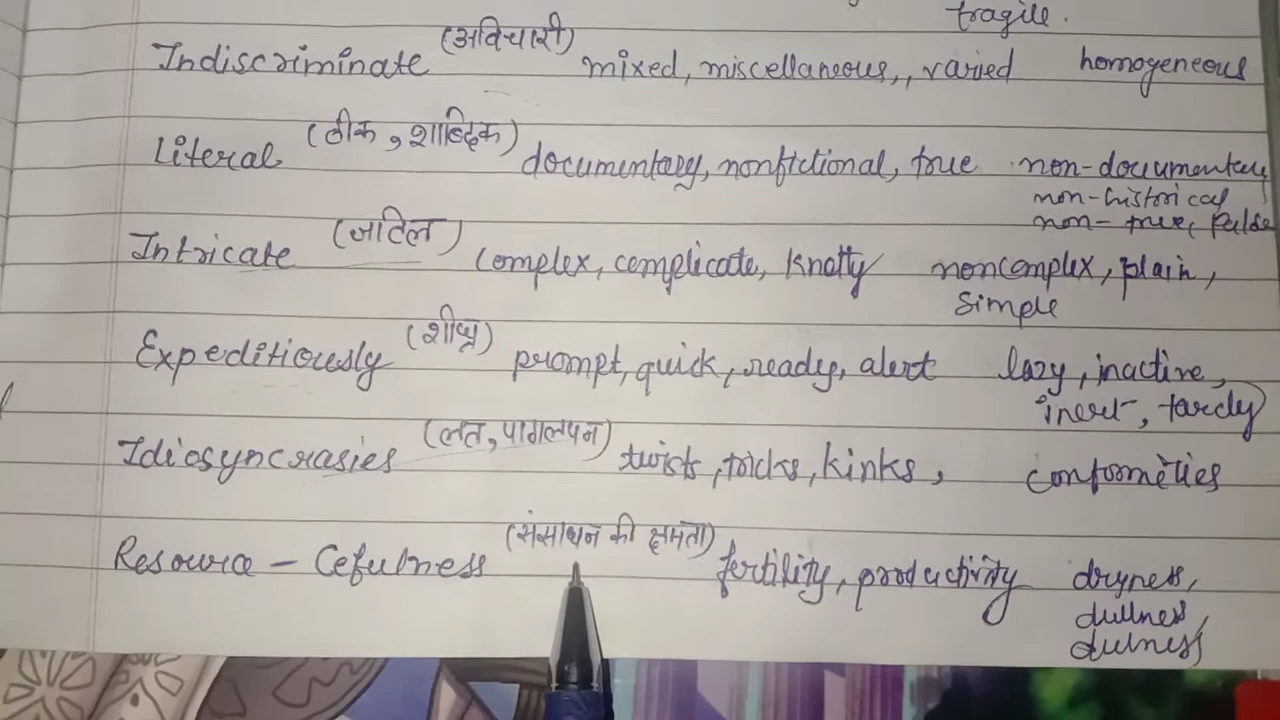 fragile.
Indiscriminate (अविचारी) mixed, miscellaneous,, varied homogeneous
Literal (ठीक, शाब्दिक) documentary, nonfictional, true non-documentary,
non-historical
non-true, false
Intricate (जटिल) complex, complicate, knotty noncomplex, plain,
simple
Expeditiously (शीघ्र) prompt, quick, ready, alert lazy, inactive,
inert, tardy
Idiosyncrasies (लत, पागलपन) twists, tricks, kinks, conformeties
Resource - Cefulness (संसाधन की क्षमता) fertility, productivity dryness,
dullness,
dulness